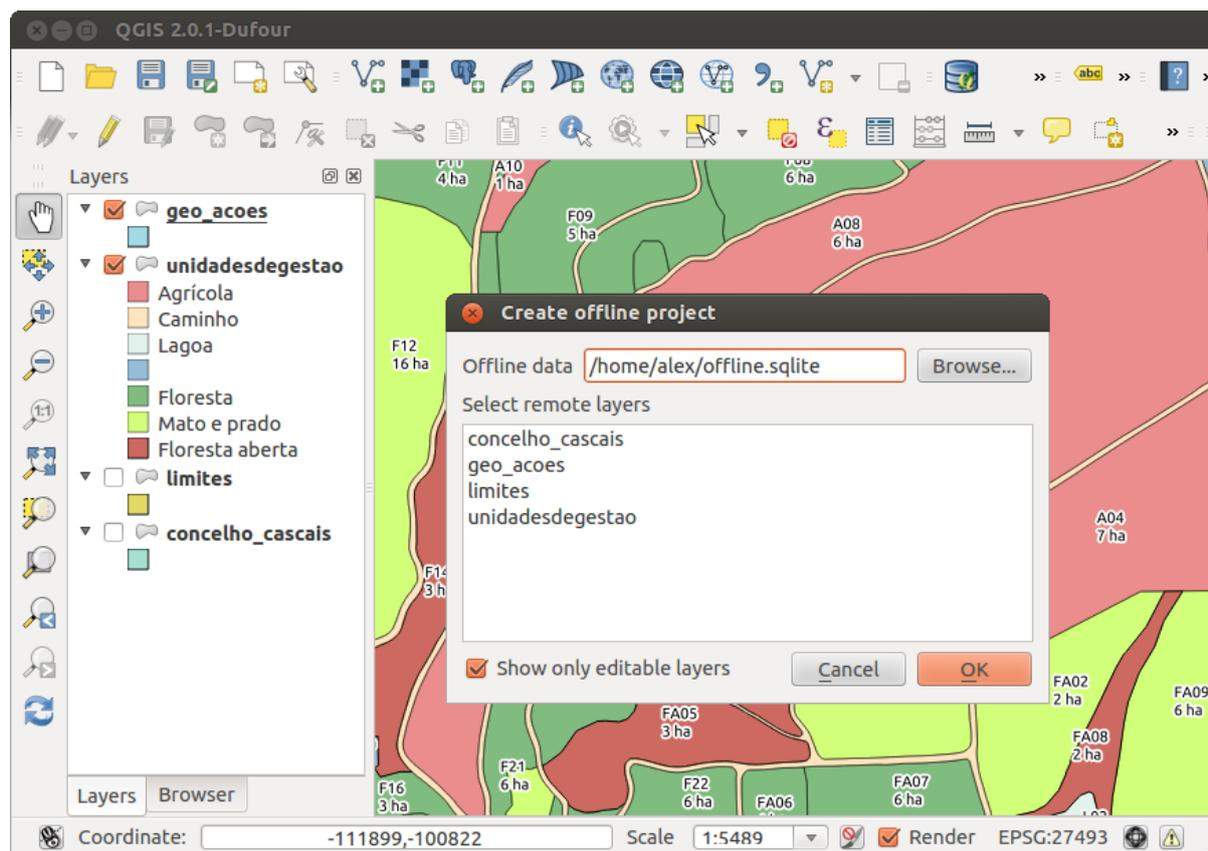 QGIS 2.0.1-Dufour
abc
Layers
geo_acoes
unidadesdegestao
Agrícola
Caminho
Lagoa
Floresta
Mato e prado
Floresta aberta
limites
concelho_cascais
Layers
Browser
4 ha
A10
1 ha
F09
5 ha
6 ha
A08
6 ha
F12
16 ha
Create offline project
Offline data
/home/alex/offline.sqlite
Browse...
Select remote layers
concelho_cascais
geo_acoes
limites
unidadesdegestao
Show only editable layers
Cancel
OK
A04
7 ha
F14
3 h
FA02
2 ha
FA09
6 ha
FA05
3 ha
FA08
2 ha
F21
6 ha
F16
3 ha
F22
6 ha
FA06
FA07
6 ha
Coordinate:
-111899,-100822
Scale
1:5489
Render
EPSG:27493